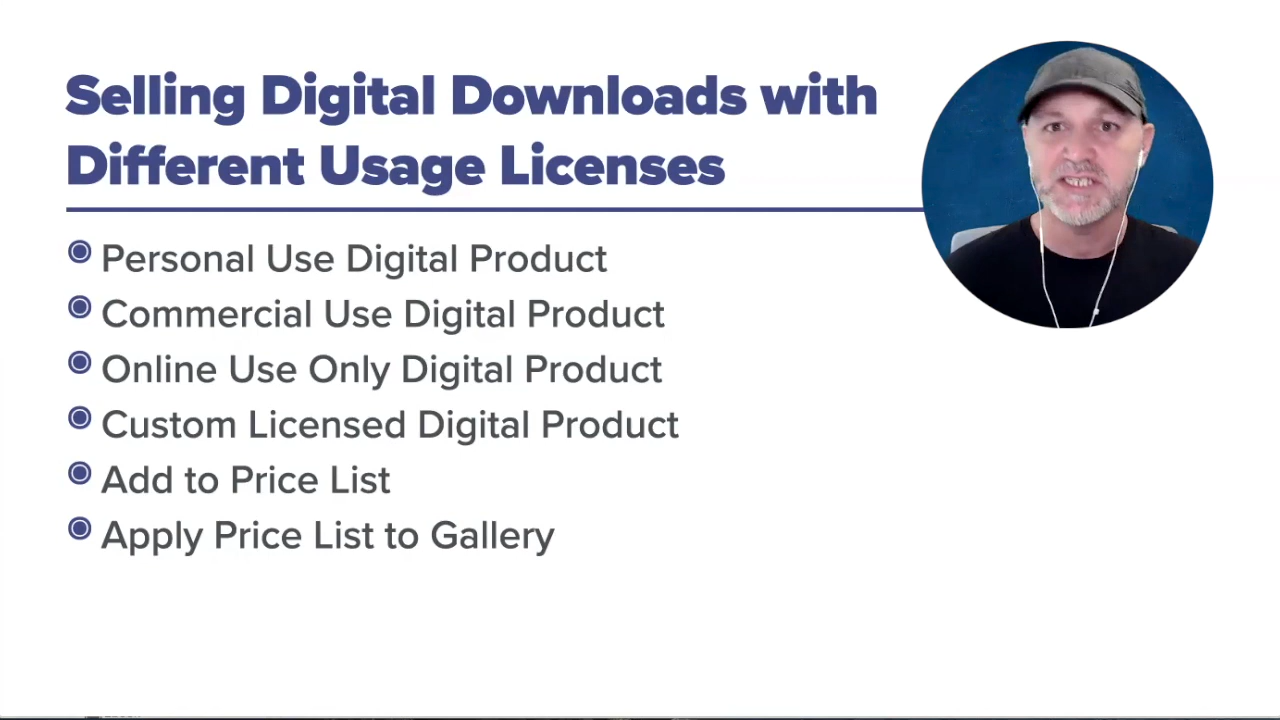 Selling Digital Downloads with
Different Usage Licenses
Personal Use Digital Product
Commercial Use Digital Product
Online Use Only Digital Product
Custom Licensed Digital Product
Add to Price List
Apply Price List to Gallery